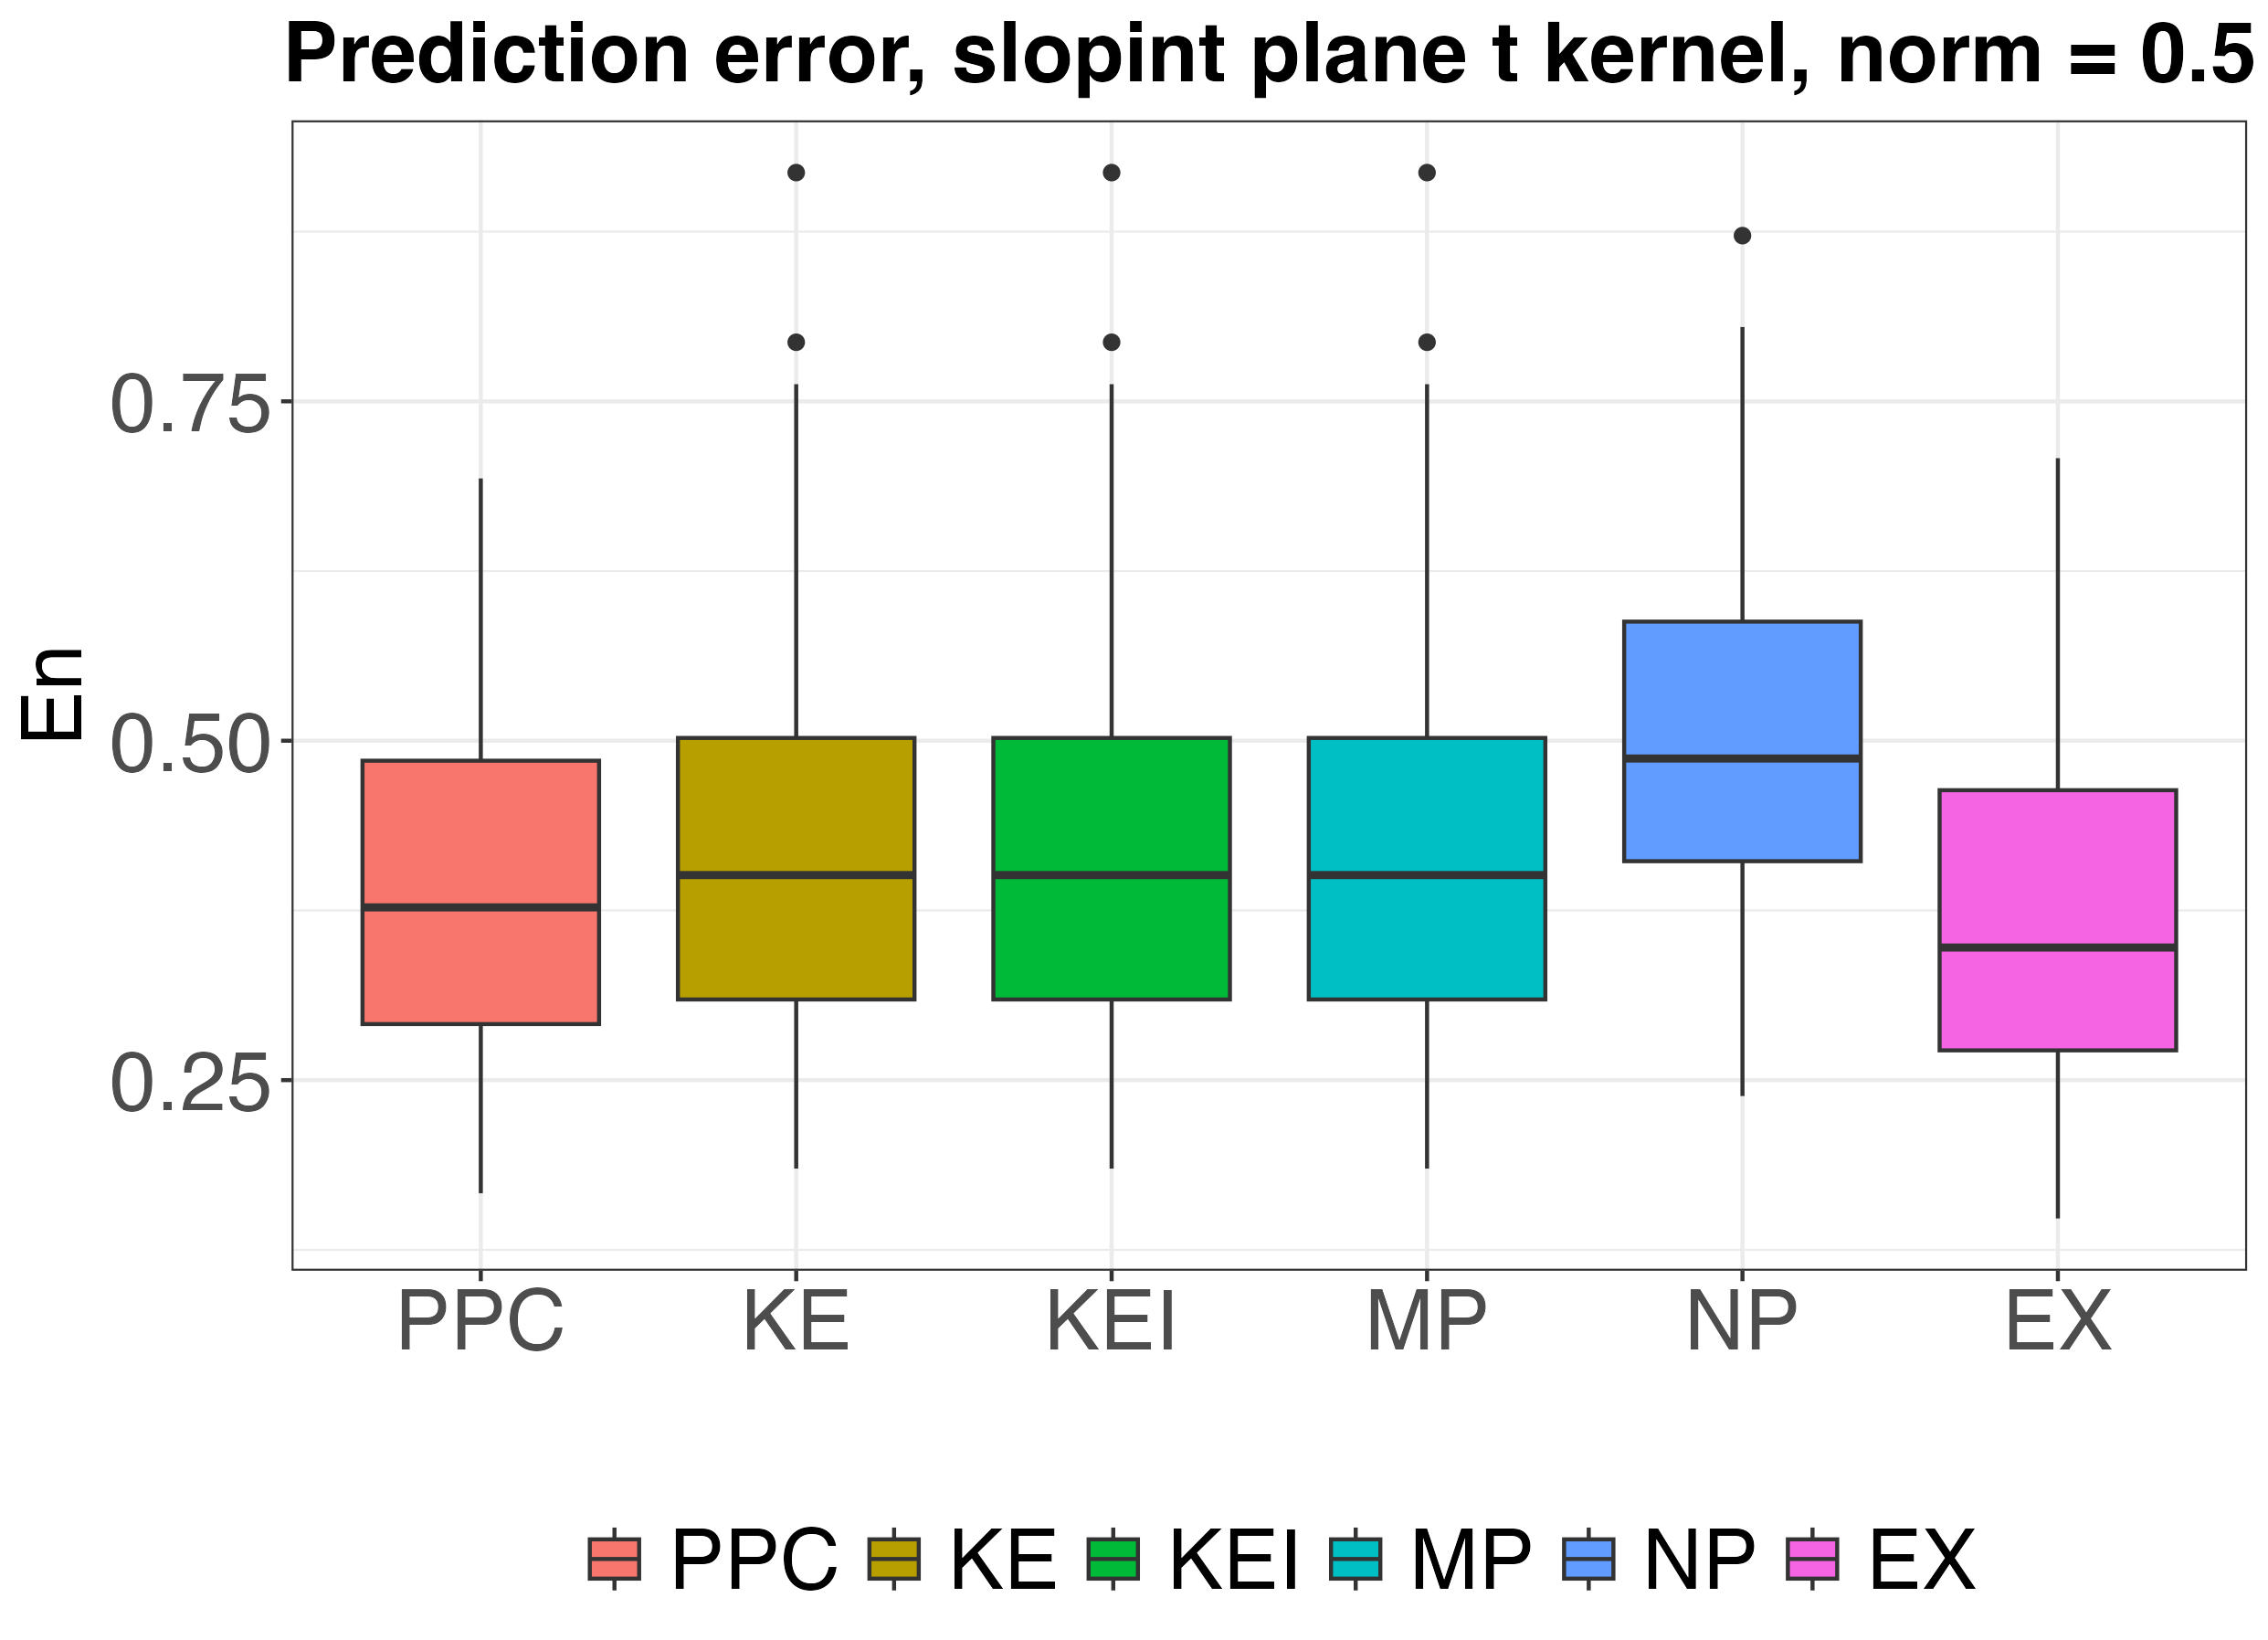 Prediction error, slopint plane t kernel, norm = 0.5
En
0.75
0.50
0.25
PPC KE KEI MP NP EX
PPC KE KEI MP NP EX